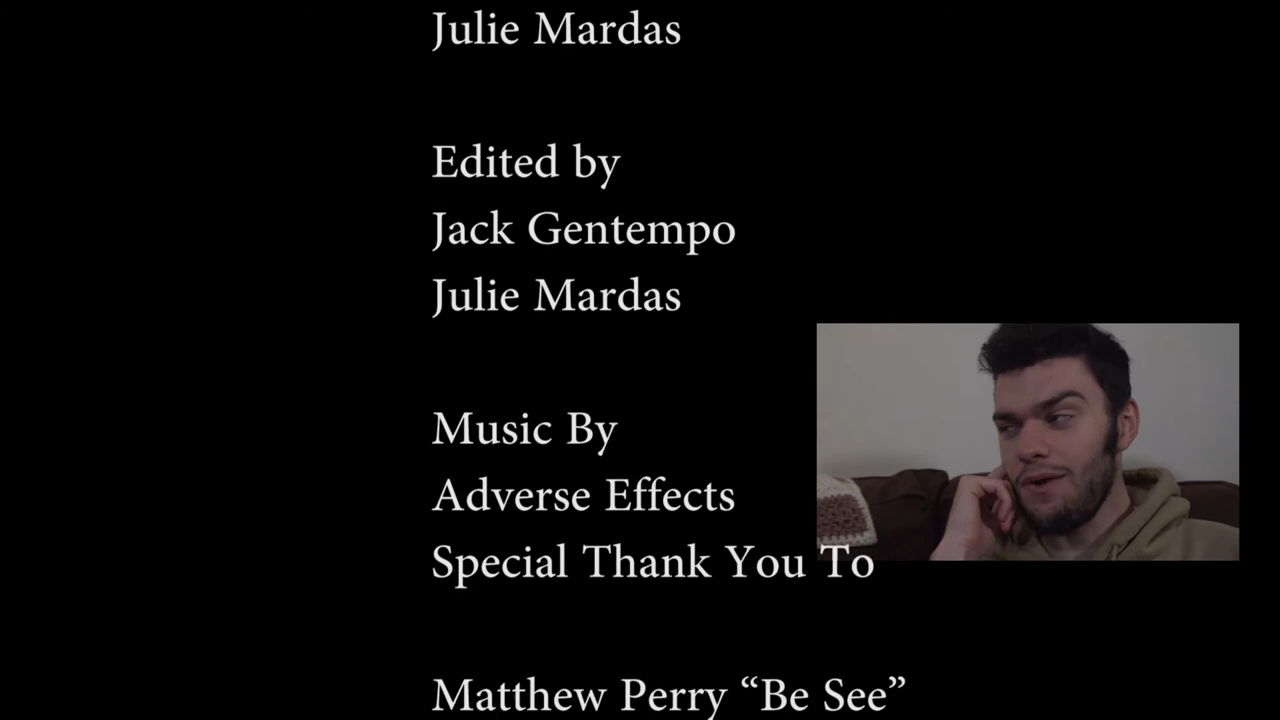 Julie Mardas
Edited by
Jack Gentempo
Julie Mardas
Music By
Adverse Effects
Special Thank You To
Matthew Perry “Be See”